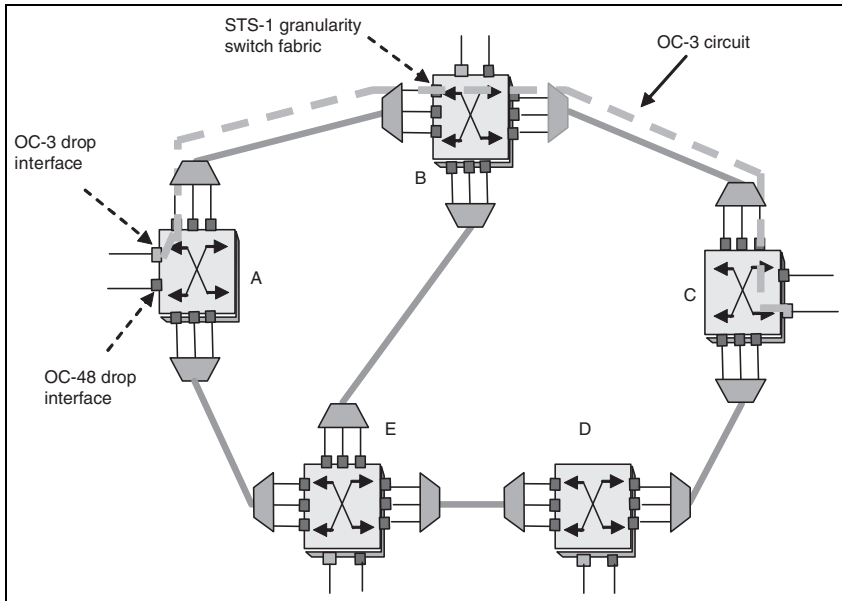 STS-1 granularity
switch fabric
OC-3 circuit
OC-3 drop
interface
B
A
C
OC-48 drop
interface
E
D